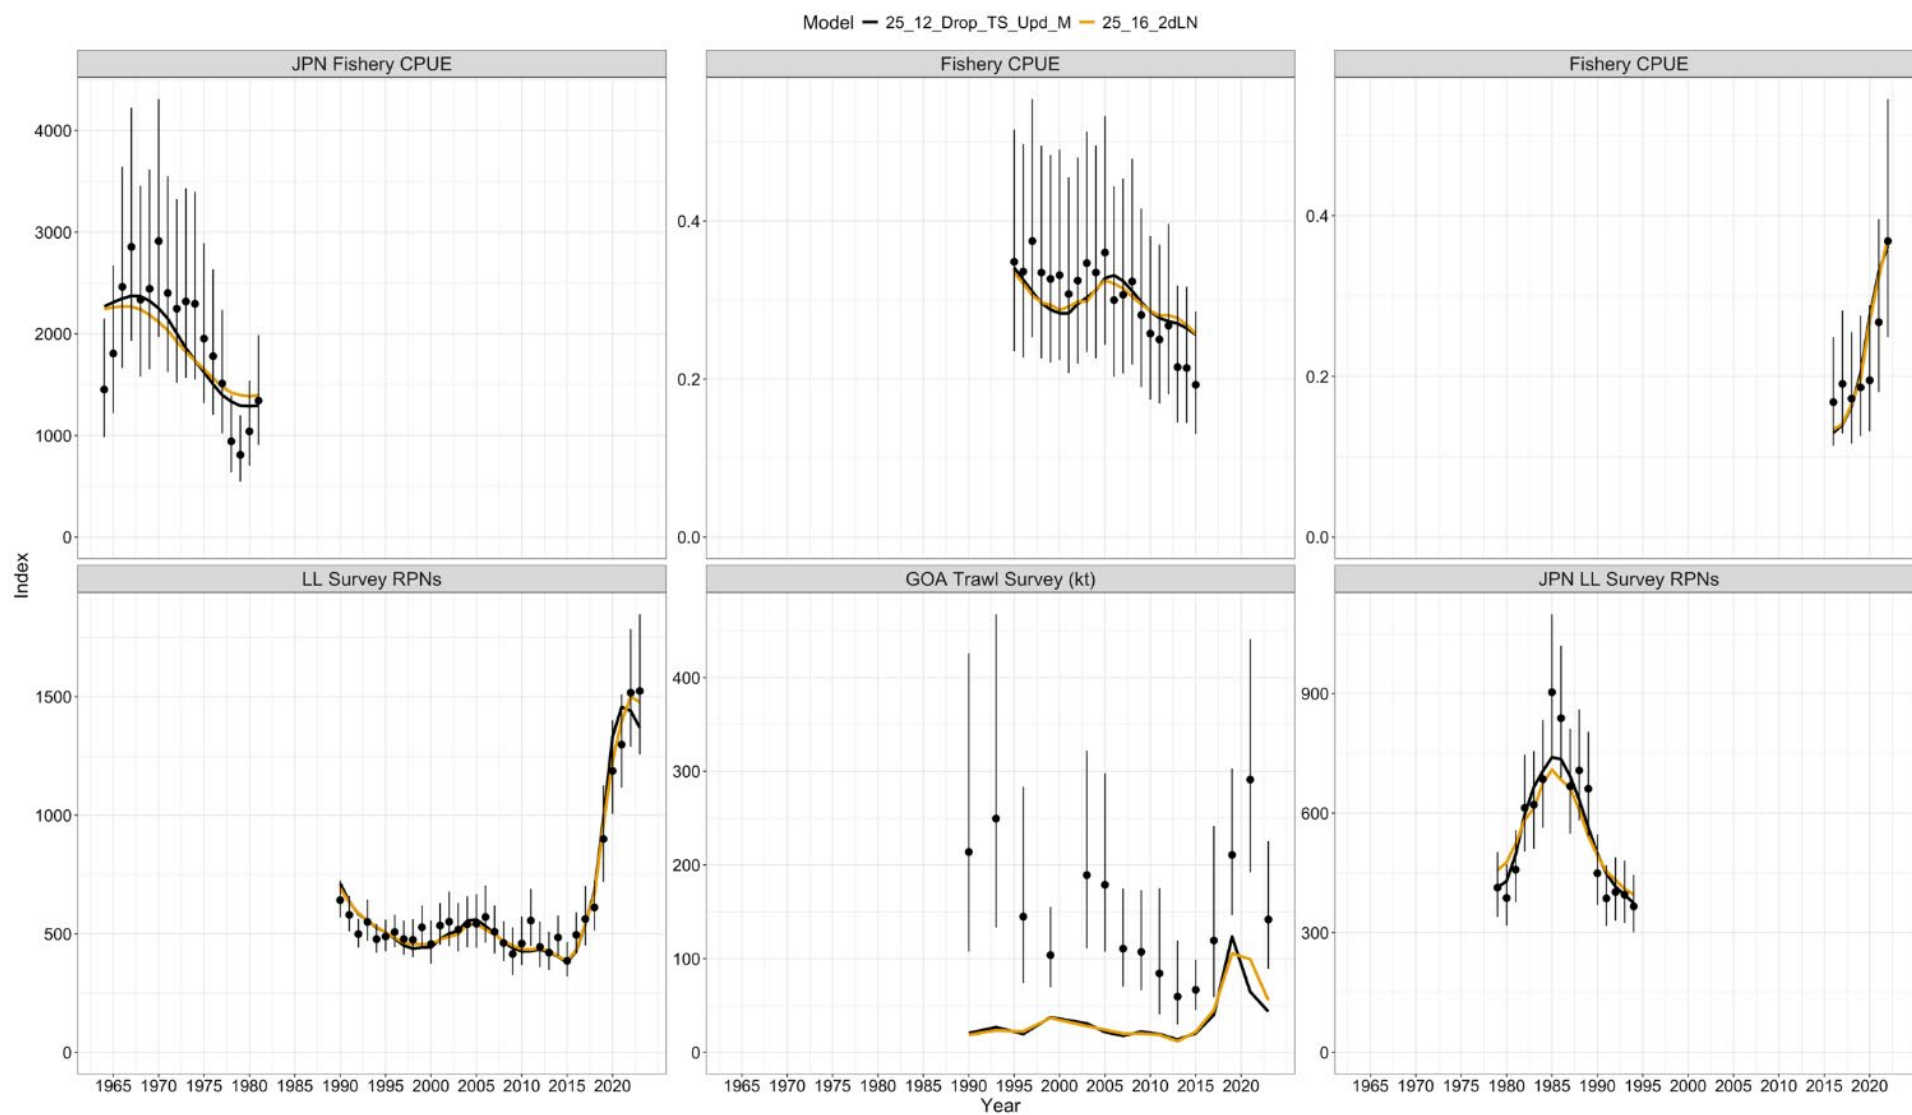 Model 25_12_Drop_TS_Upd_M 25_16_2dLN
JPN Fishery CPUE
Fishery CPUE
Fishery CPUE
4000
3000
2000
1000
0
0.4
0.2
0.0
0.4
0.2
0.0
Index
LL Survey RPNs
GOA Trawl Survey (kt)
JPN LL Survey RPNs
1500
1000
500
0
400
300
200
100
0
900
600
300
0
1965 1970 1975 1980 1985 1990 1995 2000 2005 2010 2015 2020
1965 1970 1975 1980 1985 1990 1995 2000 2005 2010 2015 2020
1965 1970 1975 1980 1985 1990 1995 2000 2005 2010 2015 2020
Year